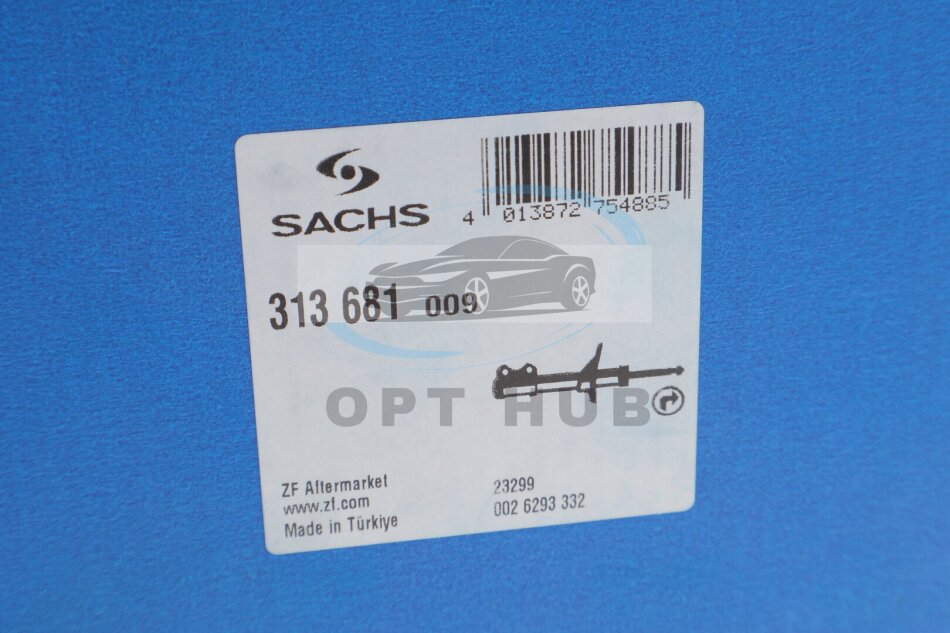 SACHS
4 013872 754885
313 681 009
OPT HUB
ZF Aftermarket
www.zf.com
Made in Türkiye
23299
002 6293 332